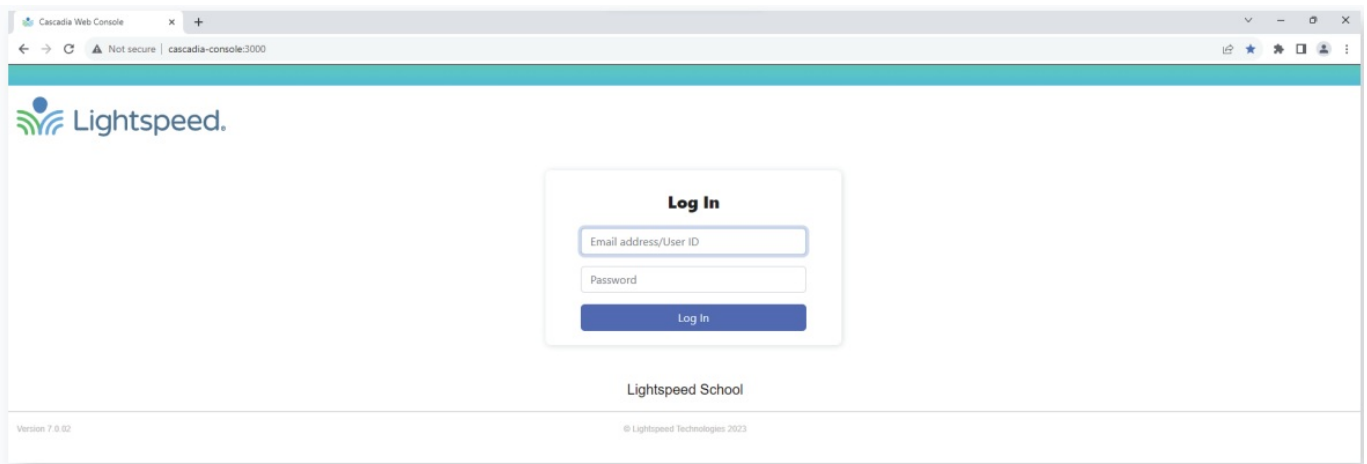 Cascadia Web Console
Not secure | cascadia-console:3000
Lightspeed.
Log In
Email address/User ID
Password
Log In
Lightspeed School
Version 7.0.02
© Lightspeed Technologies 2023